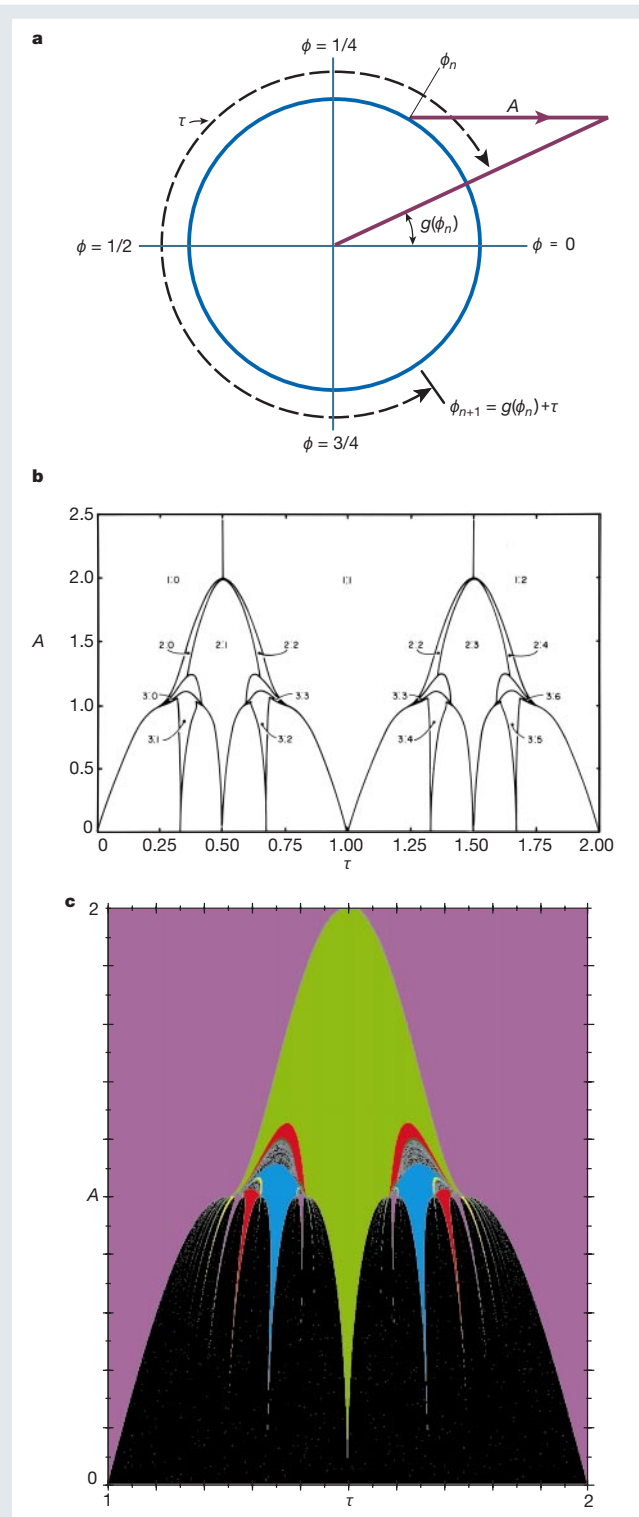 a
ϕ = 1/4
ϕn
A
τ
g(ϕn)
ϕ = 1/2
ϕ = 0
ϕn+1 = g(ϕn)+τ
ϕ = 3/4
b
2.5
2.0
1:0 1:1 1:2
A
1.5
2:0 2:1 2:2 2:2 2:3 2:4
1.0
3:0 3:3 3:3 3:6
3:1 3:2 3:4 3:5
0.5
0
0 0.25 0.50 0.75 1.00 1.25 1.50 1.75 2.00
τ
c
2
A
0
1 τ 2